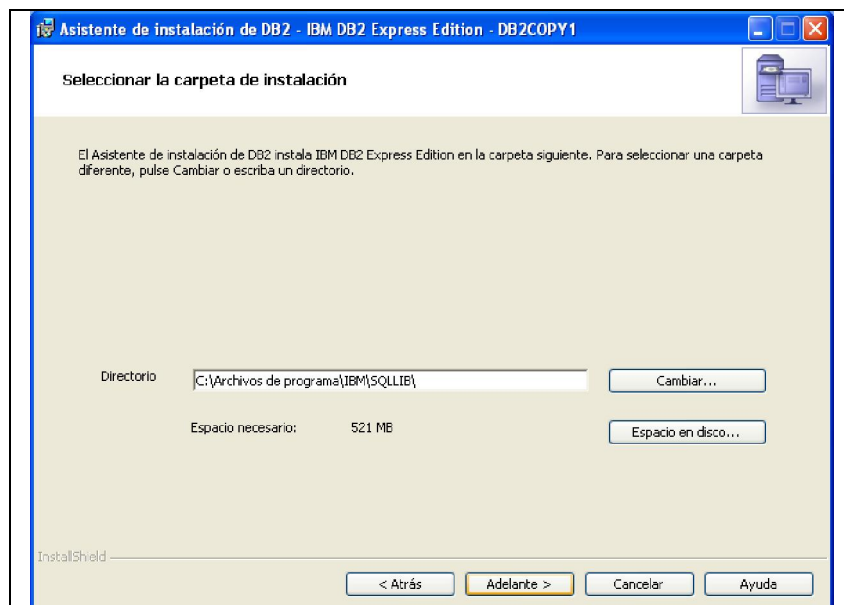 Asistente de instalación de DB2 - IBM DB2 Express Edition - DB2COPY1
Seleccionar la carpeta de instalación
El Asistente de instalación de DB2 instala IBM DB2 Express Edition en la carpeta siguiente. Para seleccionar una carpeta
diferente, pulse Cambiar o escriba un directorio.
Directorio C:\Archivos de programa\IBM\SQLLIB\ Cambiar...
Espacio necesario: 521 MB Espacio en disco...
InstallShield
< Atrás Adelante > Cancelar Ayuda